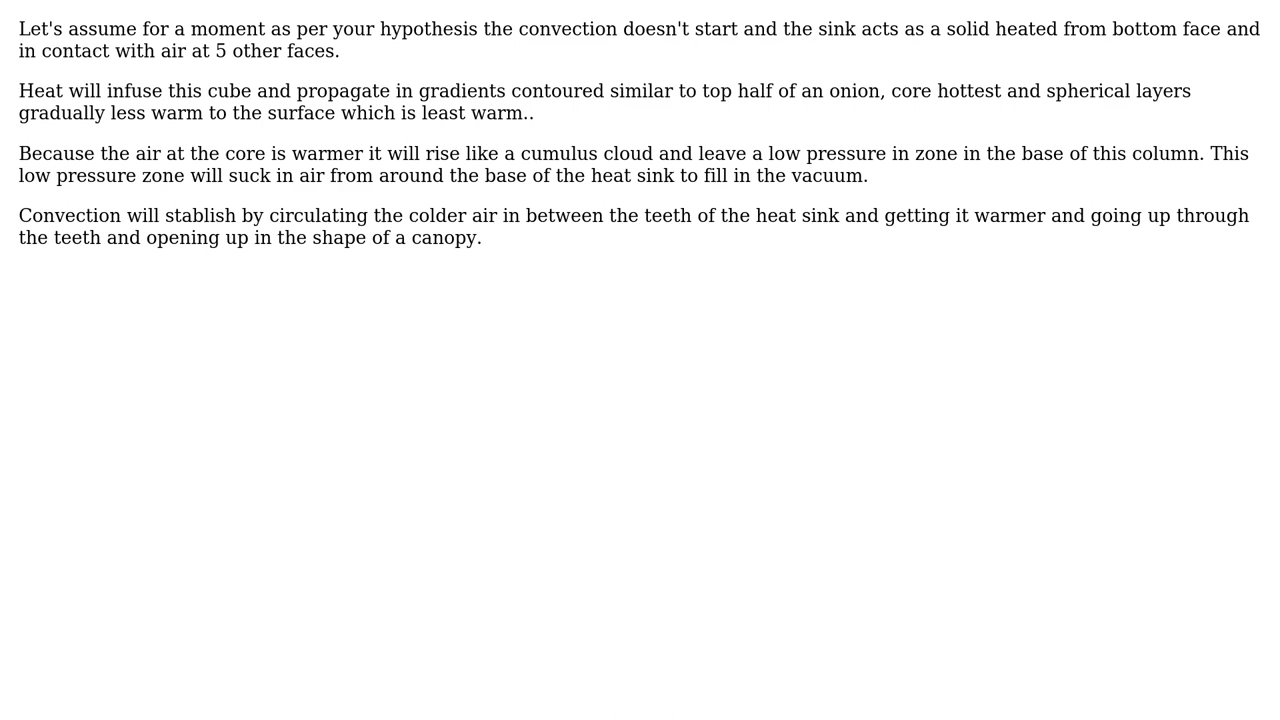 Let's assume for a moment as per your hypothesis the convection doesn't start and the sink acts as a solid heated from bottom face and
in contact with air at 5 other faces.
Heat will infuse this cube and propagate in gradients contoured similar to top half of an onion, core hottest and spherical layers
gradually less warm to the surface which is least warm..
Because the air at the core is warmer it will rise like a cumulus cloud and leave a low pressure in zone in the base of this column. This
low pressure zone will suck in air from around the base of the heat sink to fill in the vacuum.
Convection will stablish by circulating the colder air in between the teeth of the heat sink and getting it warmer and going up through
the teeth and opening up in the shape of a canopy.